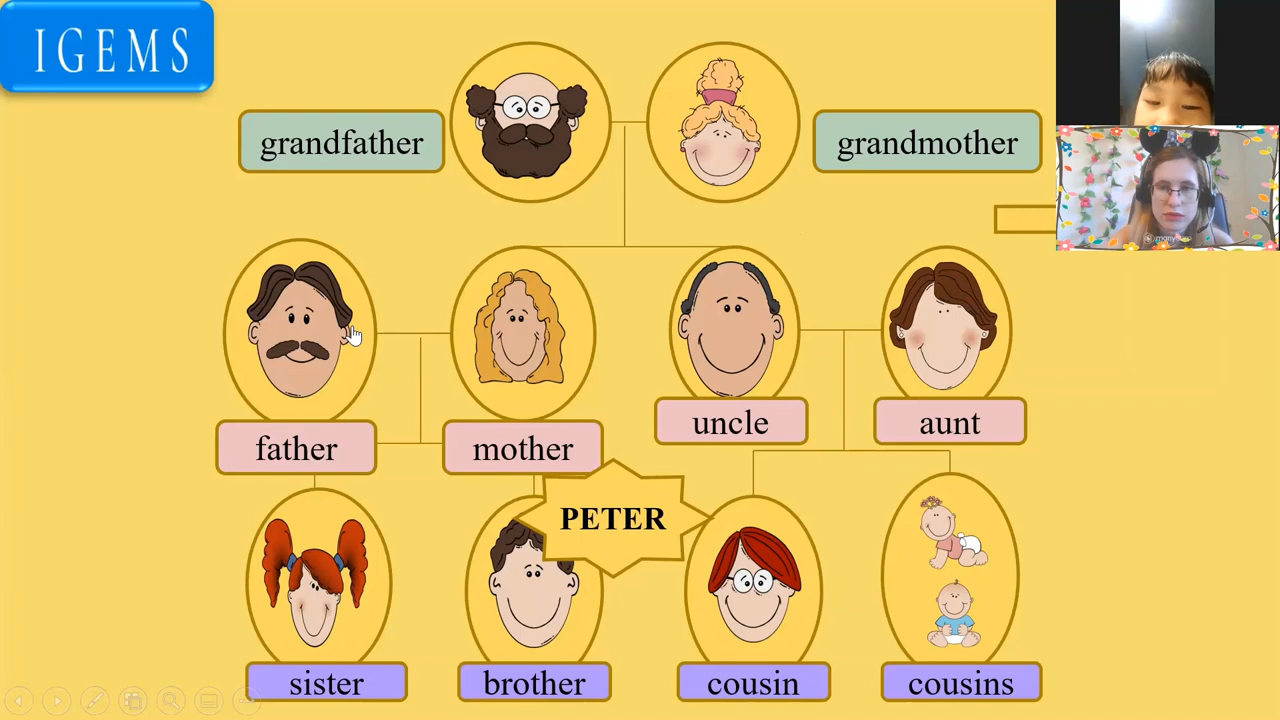 IGEMS
grandfather
grandmother
father
mother
uncle
aunt
PETER
sister
brother
cousin
cousins